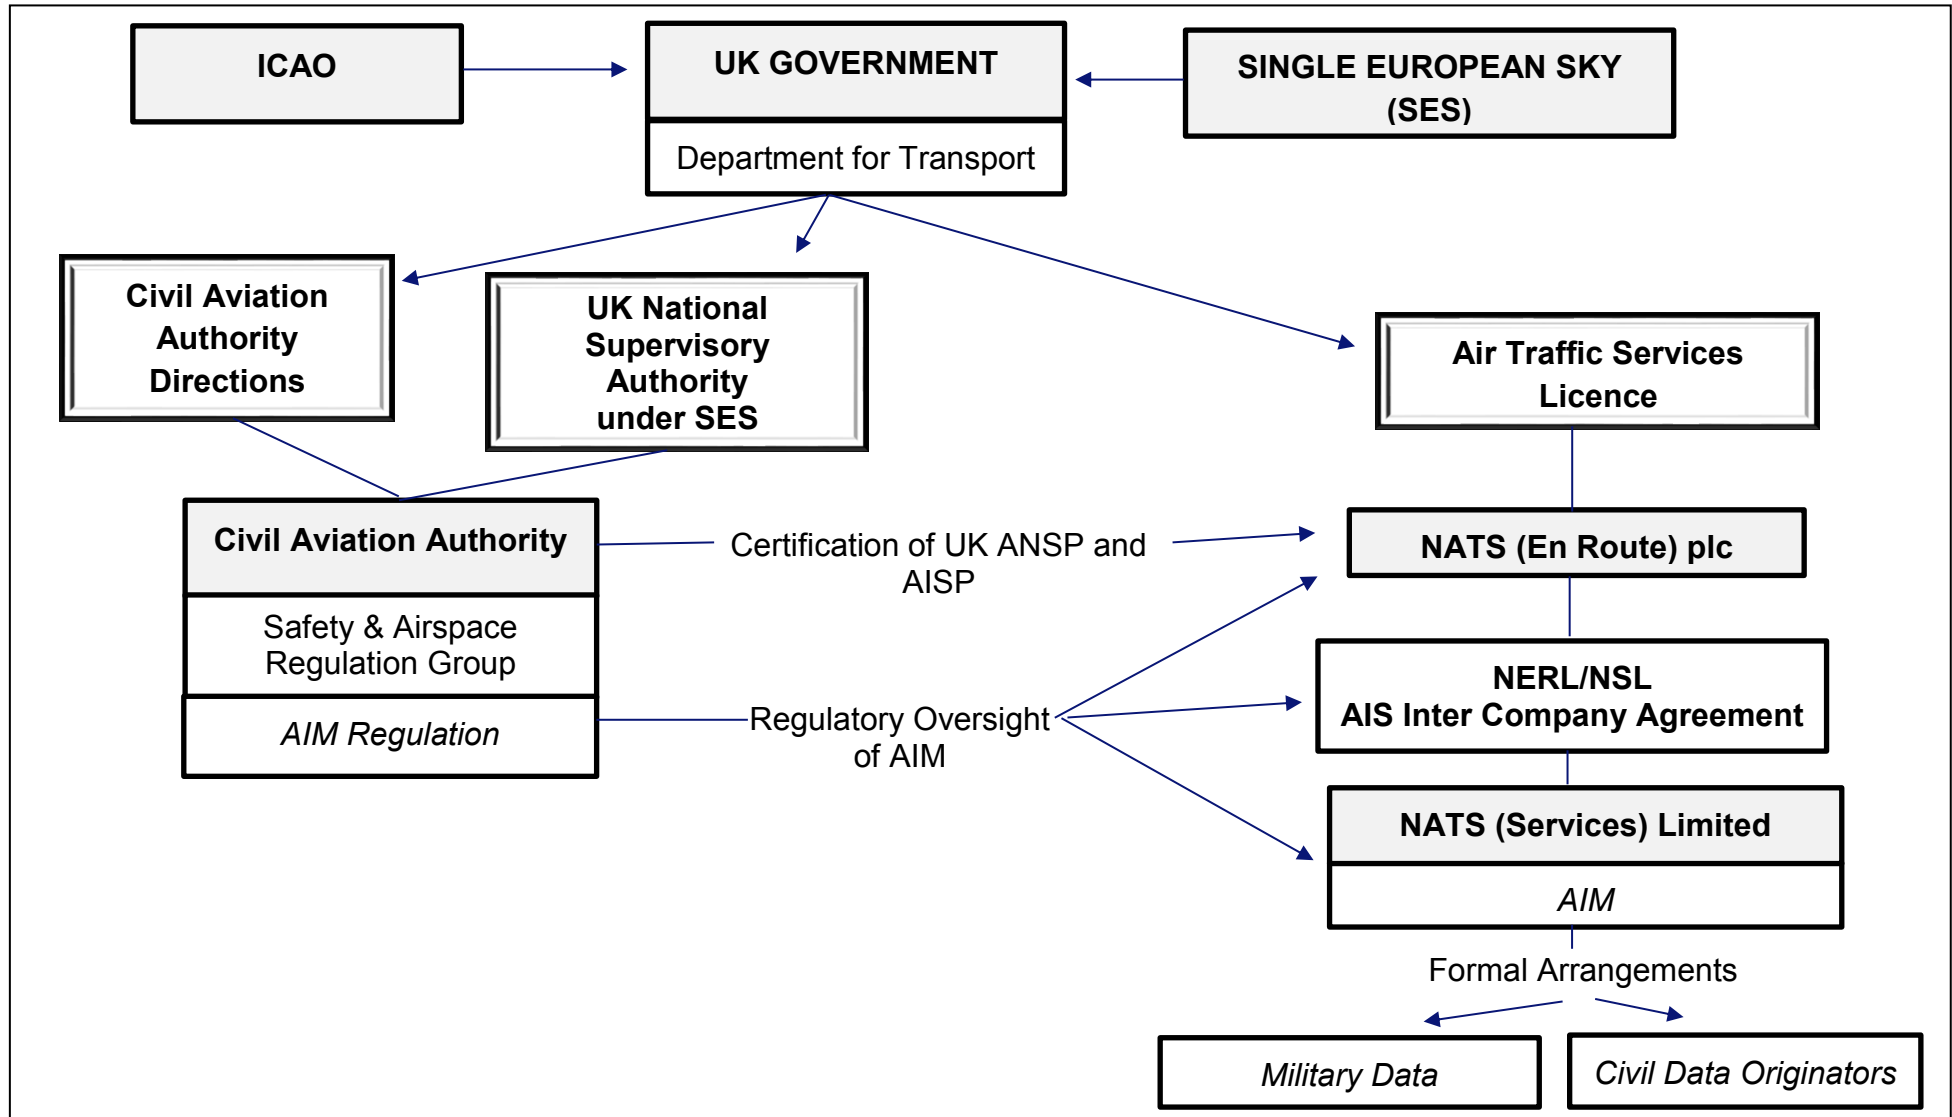 ICAO
UK GOVERNMENT
Department for Transport
SINGLE EUROPEAN SKY
(SES)
Civil Aviation
Authority
Directions
UK National
Supervisory
Authority
under SES
Air Traffic Services
Licence
Civil Aviation Authority
Safety & Airspace
Regulation Group
AIM Regulation
Certification of UK ANSP and
AISP
Regulatory Oversight
of AIM
NATS (En Route) plc
NERL/NSL
AIS Inter Company Agreement
NATS (Services) Limited
AIM
Formal Arrangements
Military Data
Civil Data Originators